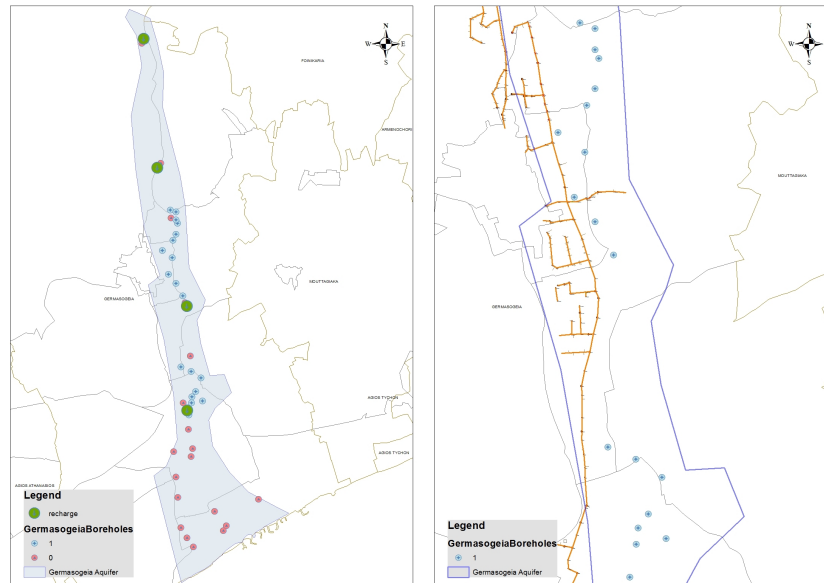 N
W E
S
FOINIKARIA
ARMENOCHORI
MOUTTAGIAKA
GERMASOGEIA
AGIOS TYCHON
AGIOS TYCHON
AGIOS ATHANASIOS
Legend
recharge
GermasogeiaBoreholes
1
0
Germasogeia Aquifer
N
W E
S
MOUTTAGIAKA
GERMASOGEIA
Legend
GermasogeiaBoreholes
1
Germasogeia Aquifer